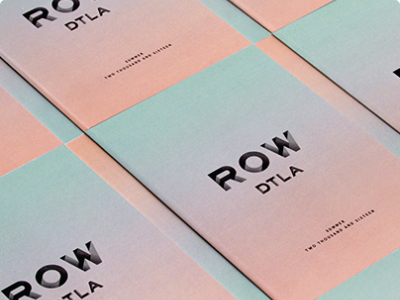 ROW
DTLA
SUMMER
TWO THOUSAND AND SIXTEEN
ROW
DTLA
SUMMER
TWO THOUSAND AND SIXTEEN
ROW
DTLA